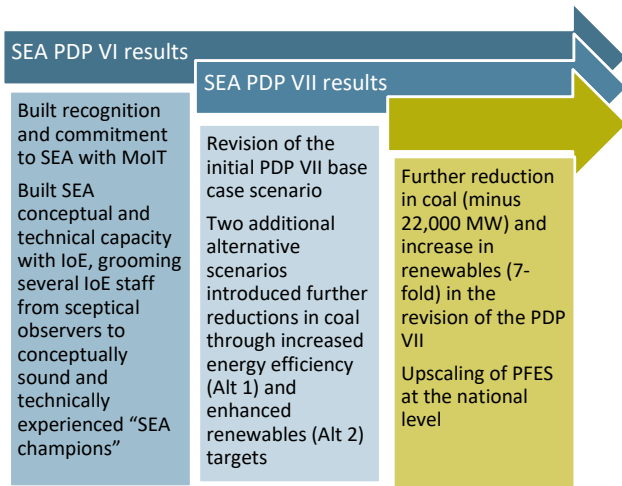 SEA PDP VI results
SEA PDP VII results
Built recognition
and commitment
to SEA with MoIT
Built SEA
conceptual and
technical capacity
with IoE, grooming
several IoE staff
from sceptical
observers to
conceptually
sound and
technically
experienced “SEA
champions”
Revision of the
initial PDP VII base
case scenario
Two additional
alternative
scenarios
introduced further
reductions in coal
through increased
energy efficiency
(Alt 1) and
enhanced
renewables (Alt 2)
targets
Further reduction
in coal (minus
22,000 MW) and
increase in
renewables (7-
fold) in the
revision of the PDP
VII
Upscaling of PFES
at the national
level